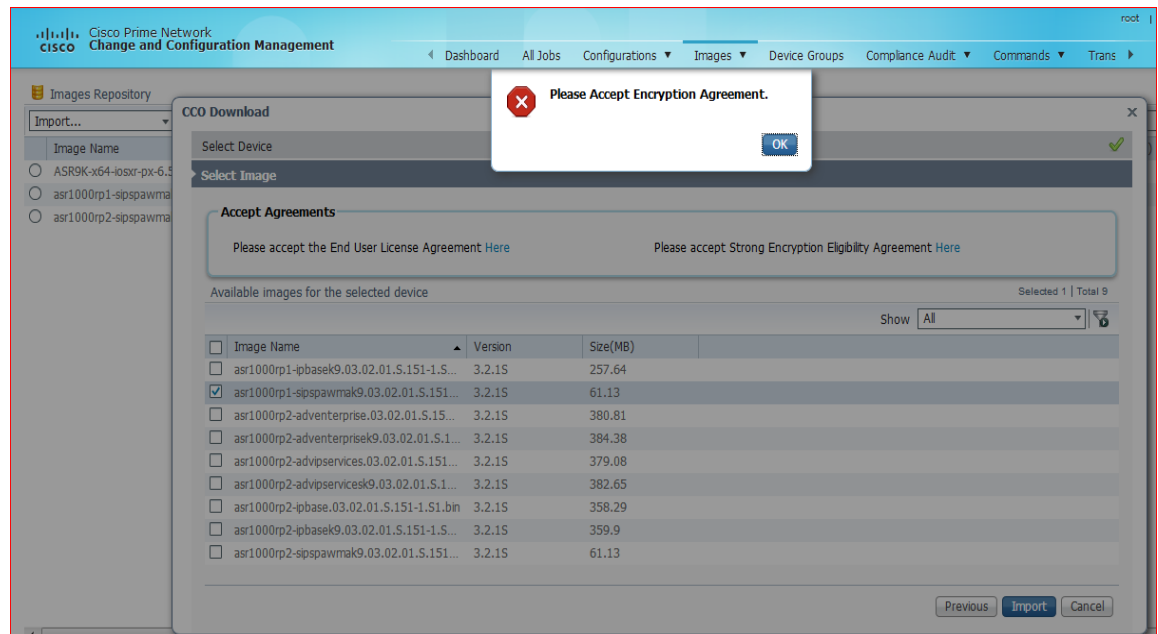 root |
Cisco Prime Network
CISCO Change and Configuration Management
Dashboard All Jobs Configurations Images Device Groups Compliance Audit Commands Trans
Please Accept Encryption Agreement.
OK
Images Repository
Import...
Image Name
ASR9K-x64-iosxr-px-6.5
asr1000rp1-sipspawma
asr1000rp2-sipspawma
CCO Download
Select Device
Select Image
Accept Agreements
Please accept the End User License Agreement Here Please accept Strong Encryption Eligibility Agreement Here
Available images for the selected device Selected 1 | Total 9
Show All
Image Name Version Size(MB)
asr1000rp1-ipbasek9.03.02.01.S.151-1.S... 3.2.1S 257.64
asr1000rp1-sipspawmak9.03.02.01.S.151... 3.2.1S 61.13
asr1000rp2-adventerprise.03.02.01.S.15... 3.2.1S 380.81
asr1000rp2-adventerprisek9.03.02.01.S.1... 3.2.1S 384.38
asr1000rp2-advipservices.03.02.01.S.151... 3.2.1S 379.08
asr1000rp2-advipservicesk9.03.02.01.S.1... 3.2.1S 382.65
asr1000rp2-ipbase.03.02.01.S.151-1.S1.bin 3.2.1S 358.29
asr1000rp2-ipbasek9.03.02.01.S.151-1.S... 3.2.1S 359.9
asr1000rp2-sipspawmak9.03.02.01.S.151... 3.2.1S 61.13
Previous Import Cancel